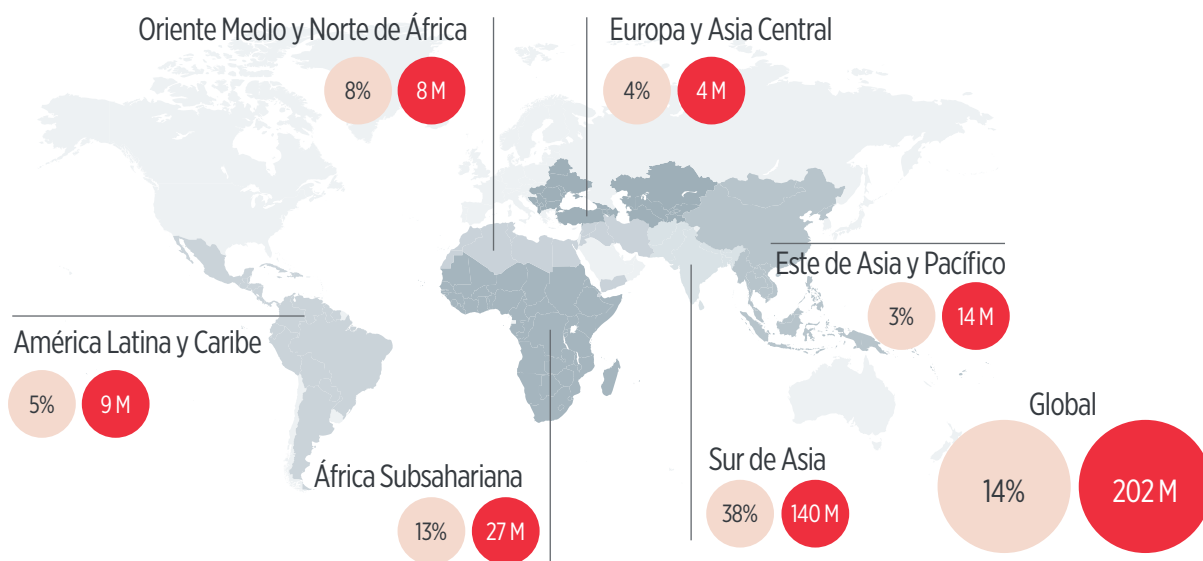 Oriente Medio y Norte de África
8% 8 M
Europa y Asia Central
4% 4 M
Este de Asia y Pacífico
3% 14 M
América Latina y Caribe
5% 9 M
África Subsahariana
13% 27 M
Sur de Asia
38% 140 M
Global
14% 202 M